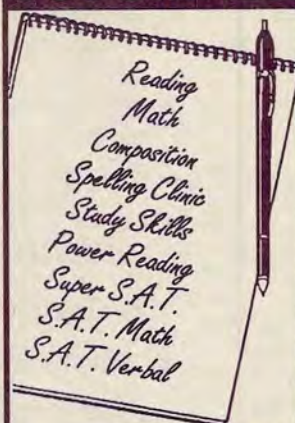 Reading
Math
Composition
Spelling Clinic
Study Skills
Power Reading
Super S.A.T.
S.A.T. Math
S.A.T. Verbal